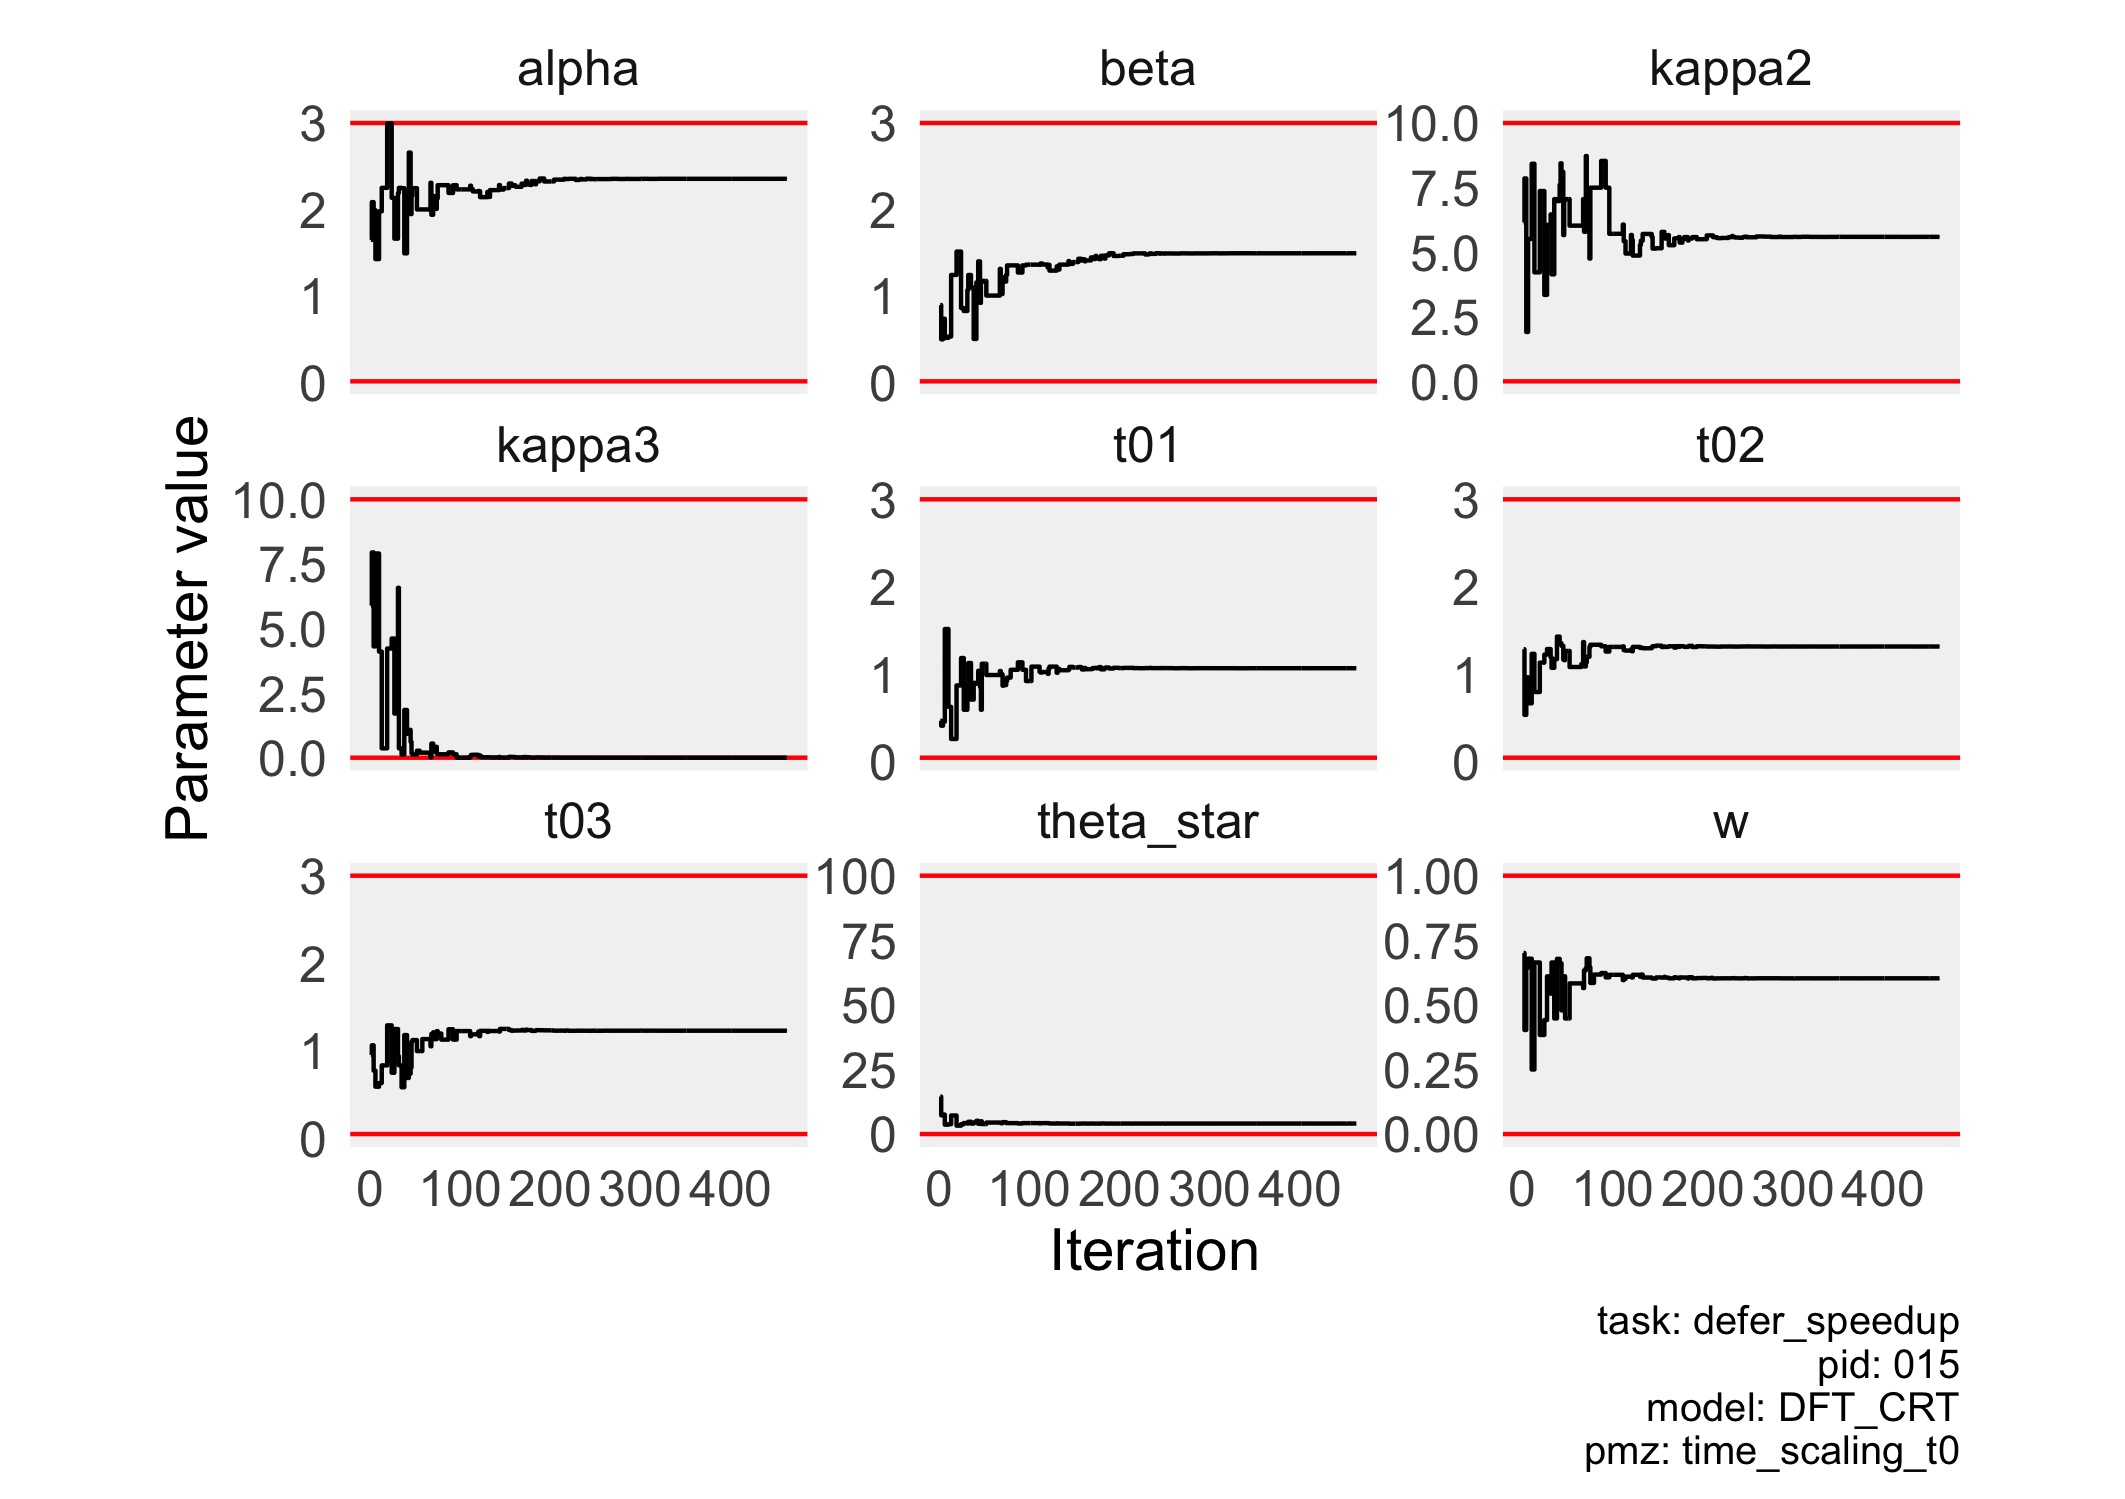 alpha beta kappa2
3 3 10.0
2 2 7.5
5.0
1 1 2.5
0 0 0.0
kappa3 t01 t02
10.0 3 3
7.5 2 2
5.0
2.5 1 1
0.0 0 0
t03 theta_star w
3 100 1.00
2 75 0.75
50 0.50
1 25 0.25
0 0 0.00
0 100 200 300 400 0 100 200 300 400 0 100 200 300 400
Parameter value
Iteration
task: defer_speedup
pid: 015
model: DFT_CRT
pmz: time_scaling_t0